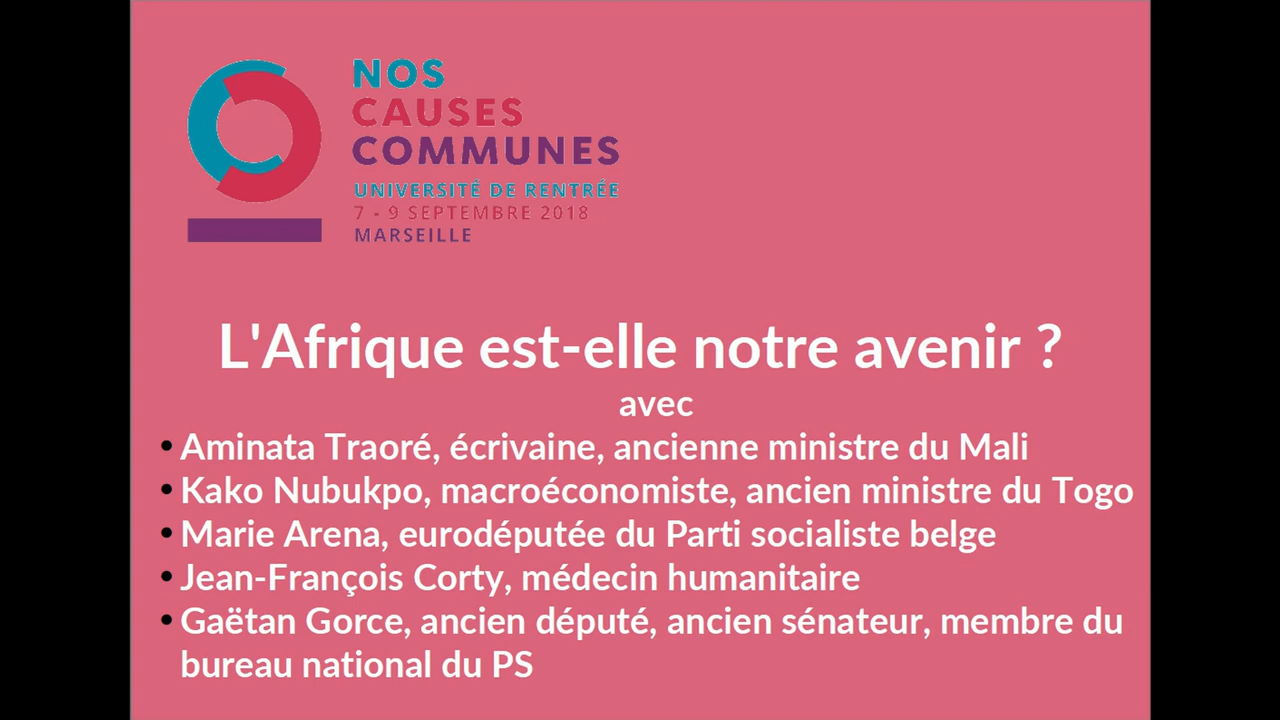 NOS
CAUSES
COMMUNES
UNIVERSITÉ DE RENTRÉE
7 - 9 SEPTEMBRE 2018
MARSEILLE
L'Afrique est-elle notre avenir ?
avec
• Aminata Traoré, écrivaine, ancienne ministre du Mali
• Kako Nubukpo, macroéconomiste, ancien ministre du Togo
• Marie Arena, eurodéputée du Parti socialiste belge
• Jean-François Corty, médecin humanitaire
• Gaëtan Gorce, ancien député, ancien sénateur, membre du
bureau national du PS